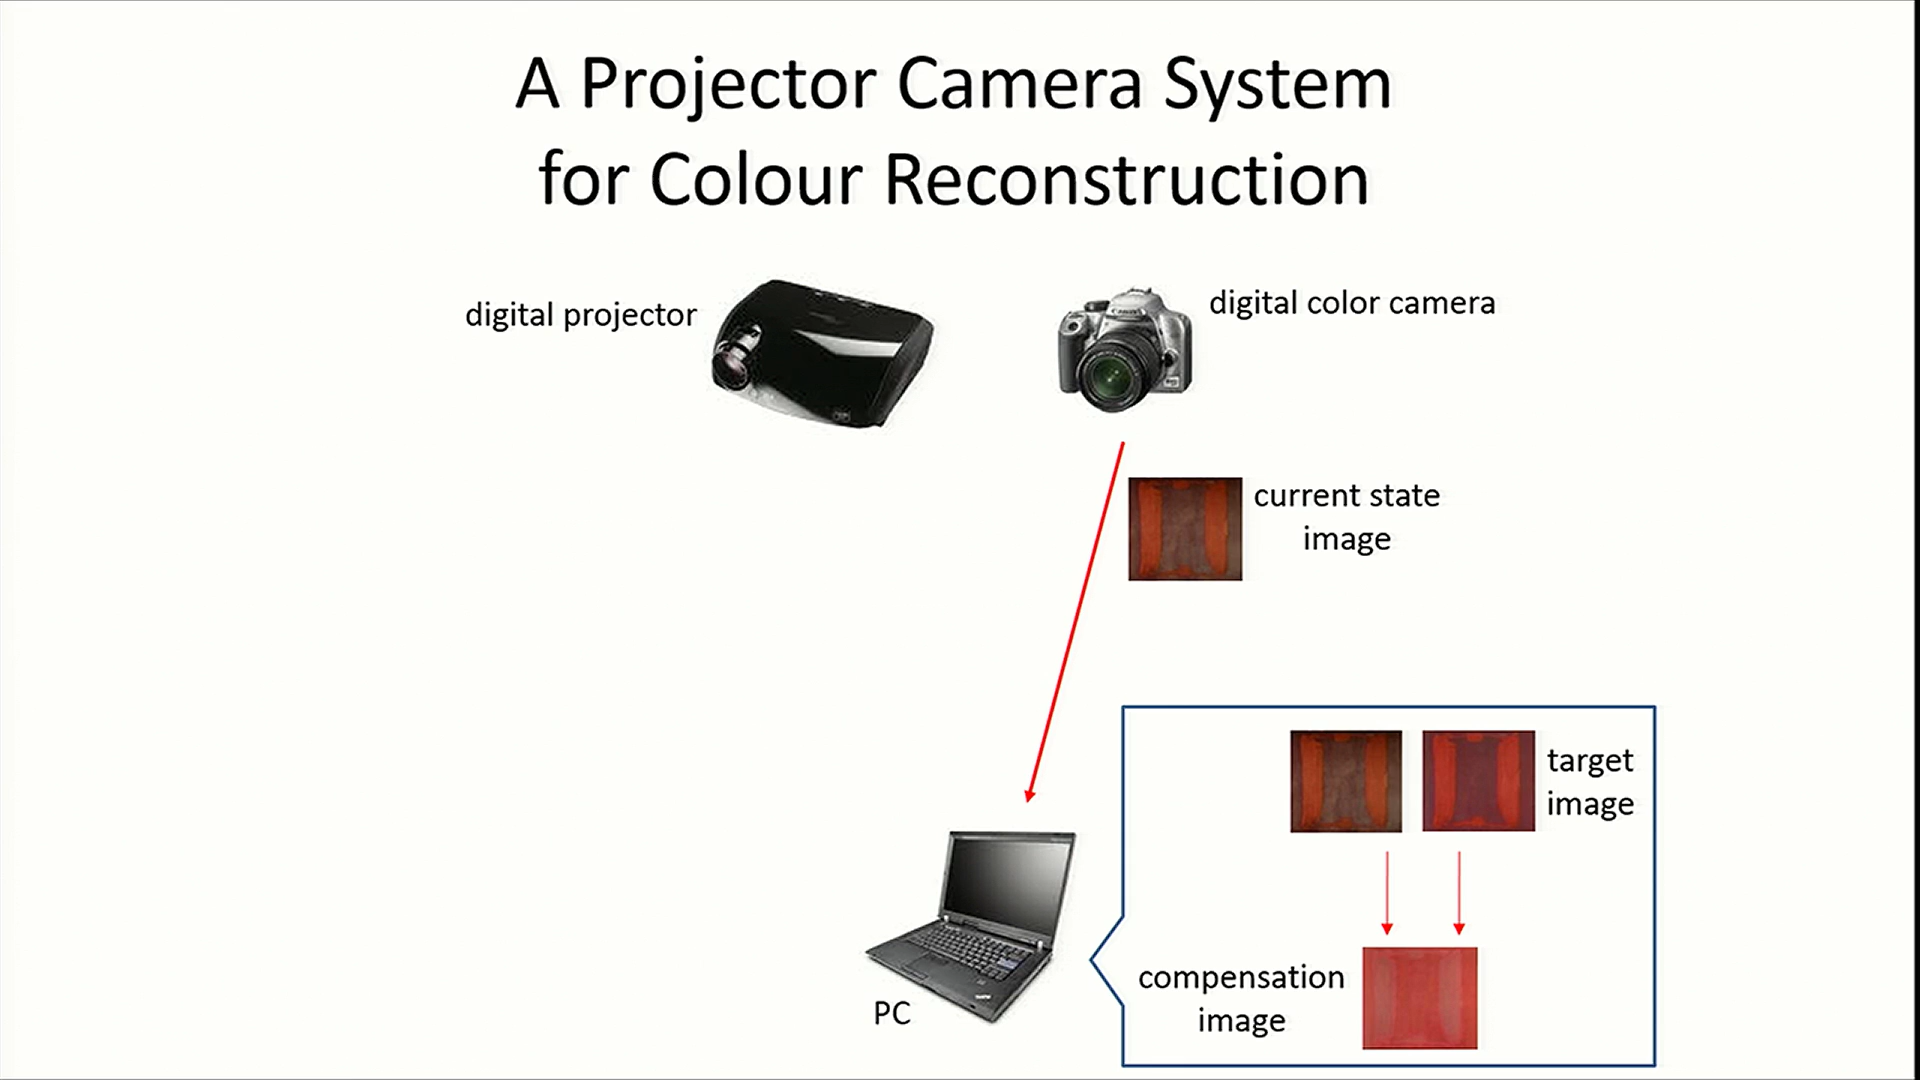 A Projector Camera System
for Colour Reconstruction
digital projector
digital color camera
current state
image
target
image
compensation
image
PC